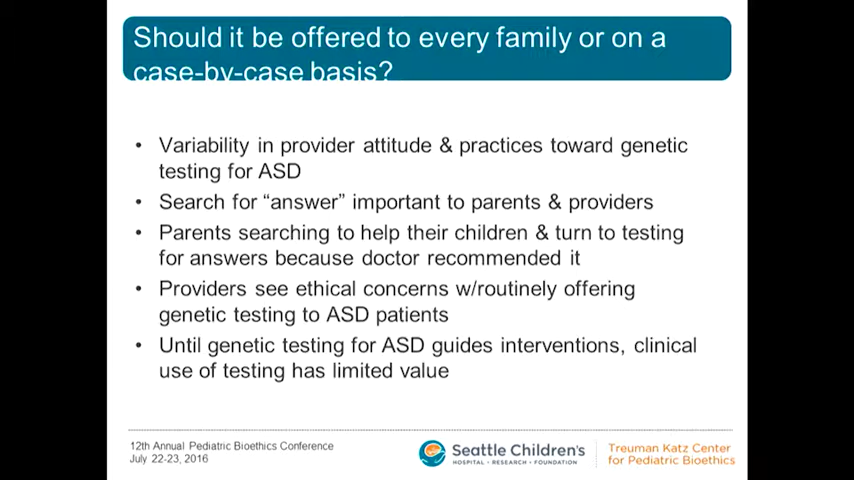 Should it be offered to every family or on a
case-by-case basis?
• Variability in provider attitude & practices toward genetic
testing for ASD
• Search for “answer” important to parents & providers
• Parents searching to help their children & turn to testing
for answers because doctor recommended it
• Providers see ethical concerns w/routinely offering
genetic testing to ASD patients
• Until genetic testing for ASD guides interventions, clinical
use of testing has limited value
12th Annual Pediatric Bioethics Conference
July 22-23, 2016
Seattle Children's
HOSPITAL • RESEARCH • FOUNDATION
Treuman Katz Center
for Pediatric Bioethics